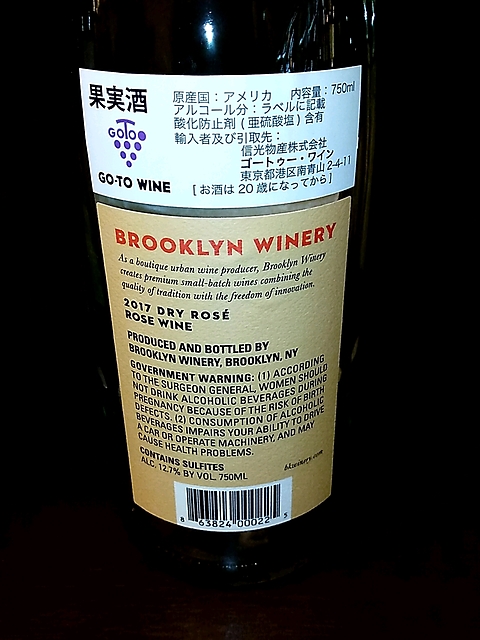 果実酒
GOTOO
GO-TO WINE
原産国：アメリカ 内容量：750ml
アルコール分：ラベルに記載
酸化防止剤 (亜硫酸塩) 含有
輸入者及び引取先：
信光物産株式会社
ゴートゥー・ワイン
東京都港区南青山 2-4-11
[お酒は 20 歳になってから]
BROOKLYN WINERY
As a boutique urban wine producer, Brooklyn Winery
creates premium small-batch wines combining the
quality of tradition with the freedom of innovation.
2017 DRY ROSÉ
ROSE WINE
PRODUCED AND BOTTLED BY
BROOKLYN WINERY, BROOKLYN, NY
GOVERNMENT WARNING: (1) ACCORDING
TO THE SURGEON GENERAL, WOMEN SHOULD
NOT DRINK ALCOHOLIC BEVERAGES DURING
PREGNANCY BECAUSE OF THE RISK OF BIRTH
DEFECTS. (2) CONSUMPTION OF ALCOHOLIC
BEVERAGES IMPAIRS YOUR ABILITY TO DRIVE
A CAR OR OPERATE MACHINERY, AND MAY
CAUSE HEALTH PROBLEMS.
CONTAINS SULFITES
ALC. 12.7% BY VOL. 750ML
bkwinery.com
8 63824 00022 5